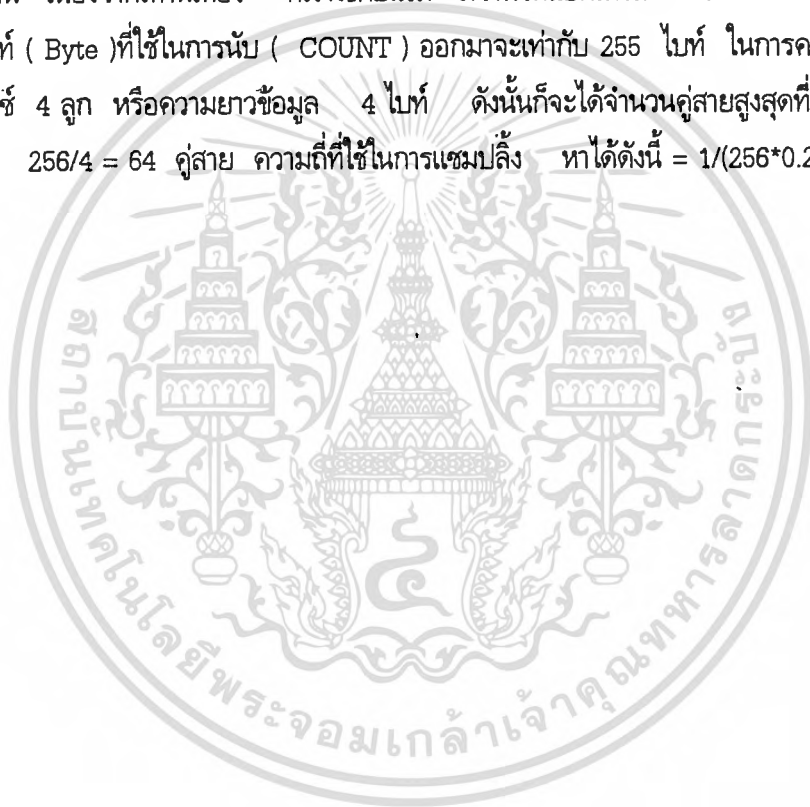 ท์ ( Byte )ที่ใช้ในการนับ ( COUNT ) ออกมาจะเท่ากับ 255 ไบท์ ในการค
ซ์ 4 ลูก หรือความยาวข้อมูล 4 ไบท์ ดังนั้นก็จะได้จำนวนคู่สายสูงสุดที่
256/4 = 64 คู่สาย ความถี่ที่ใช้ในการแซมปลิ้ง หาได้ดังนี้ = 1/(256*0.2
สถาบันเทคโนโลยีพระจอมเกล้าเจ้าคุณทหารลาดกระบัง